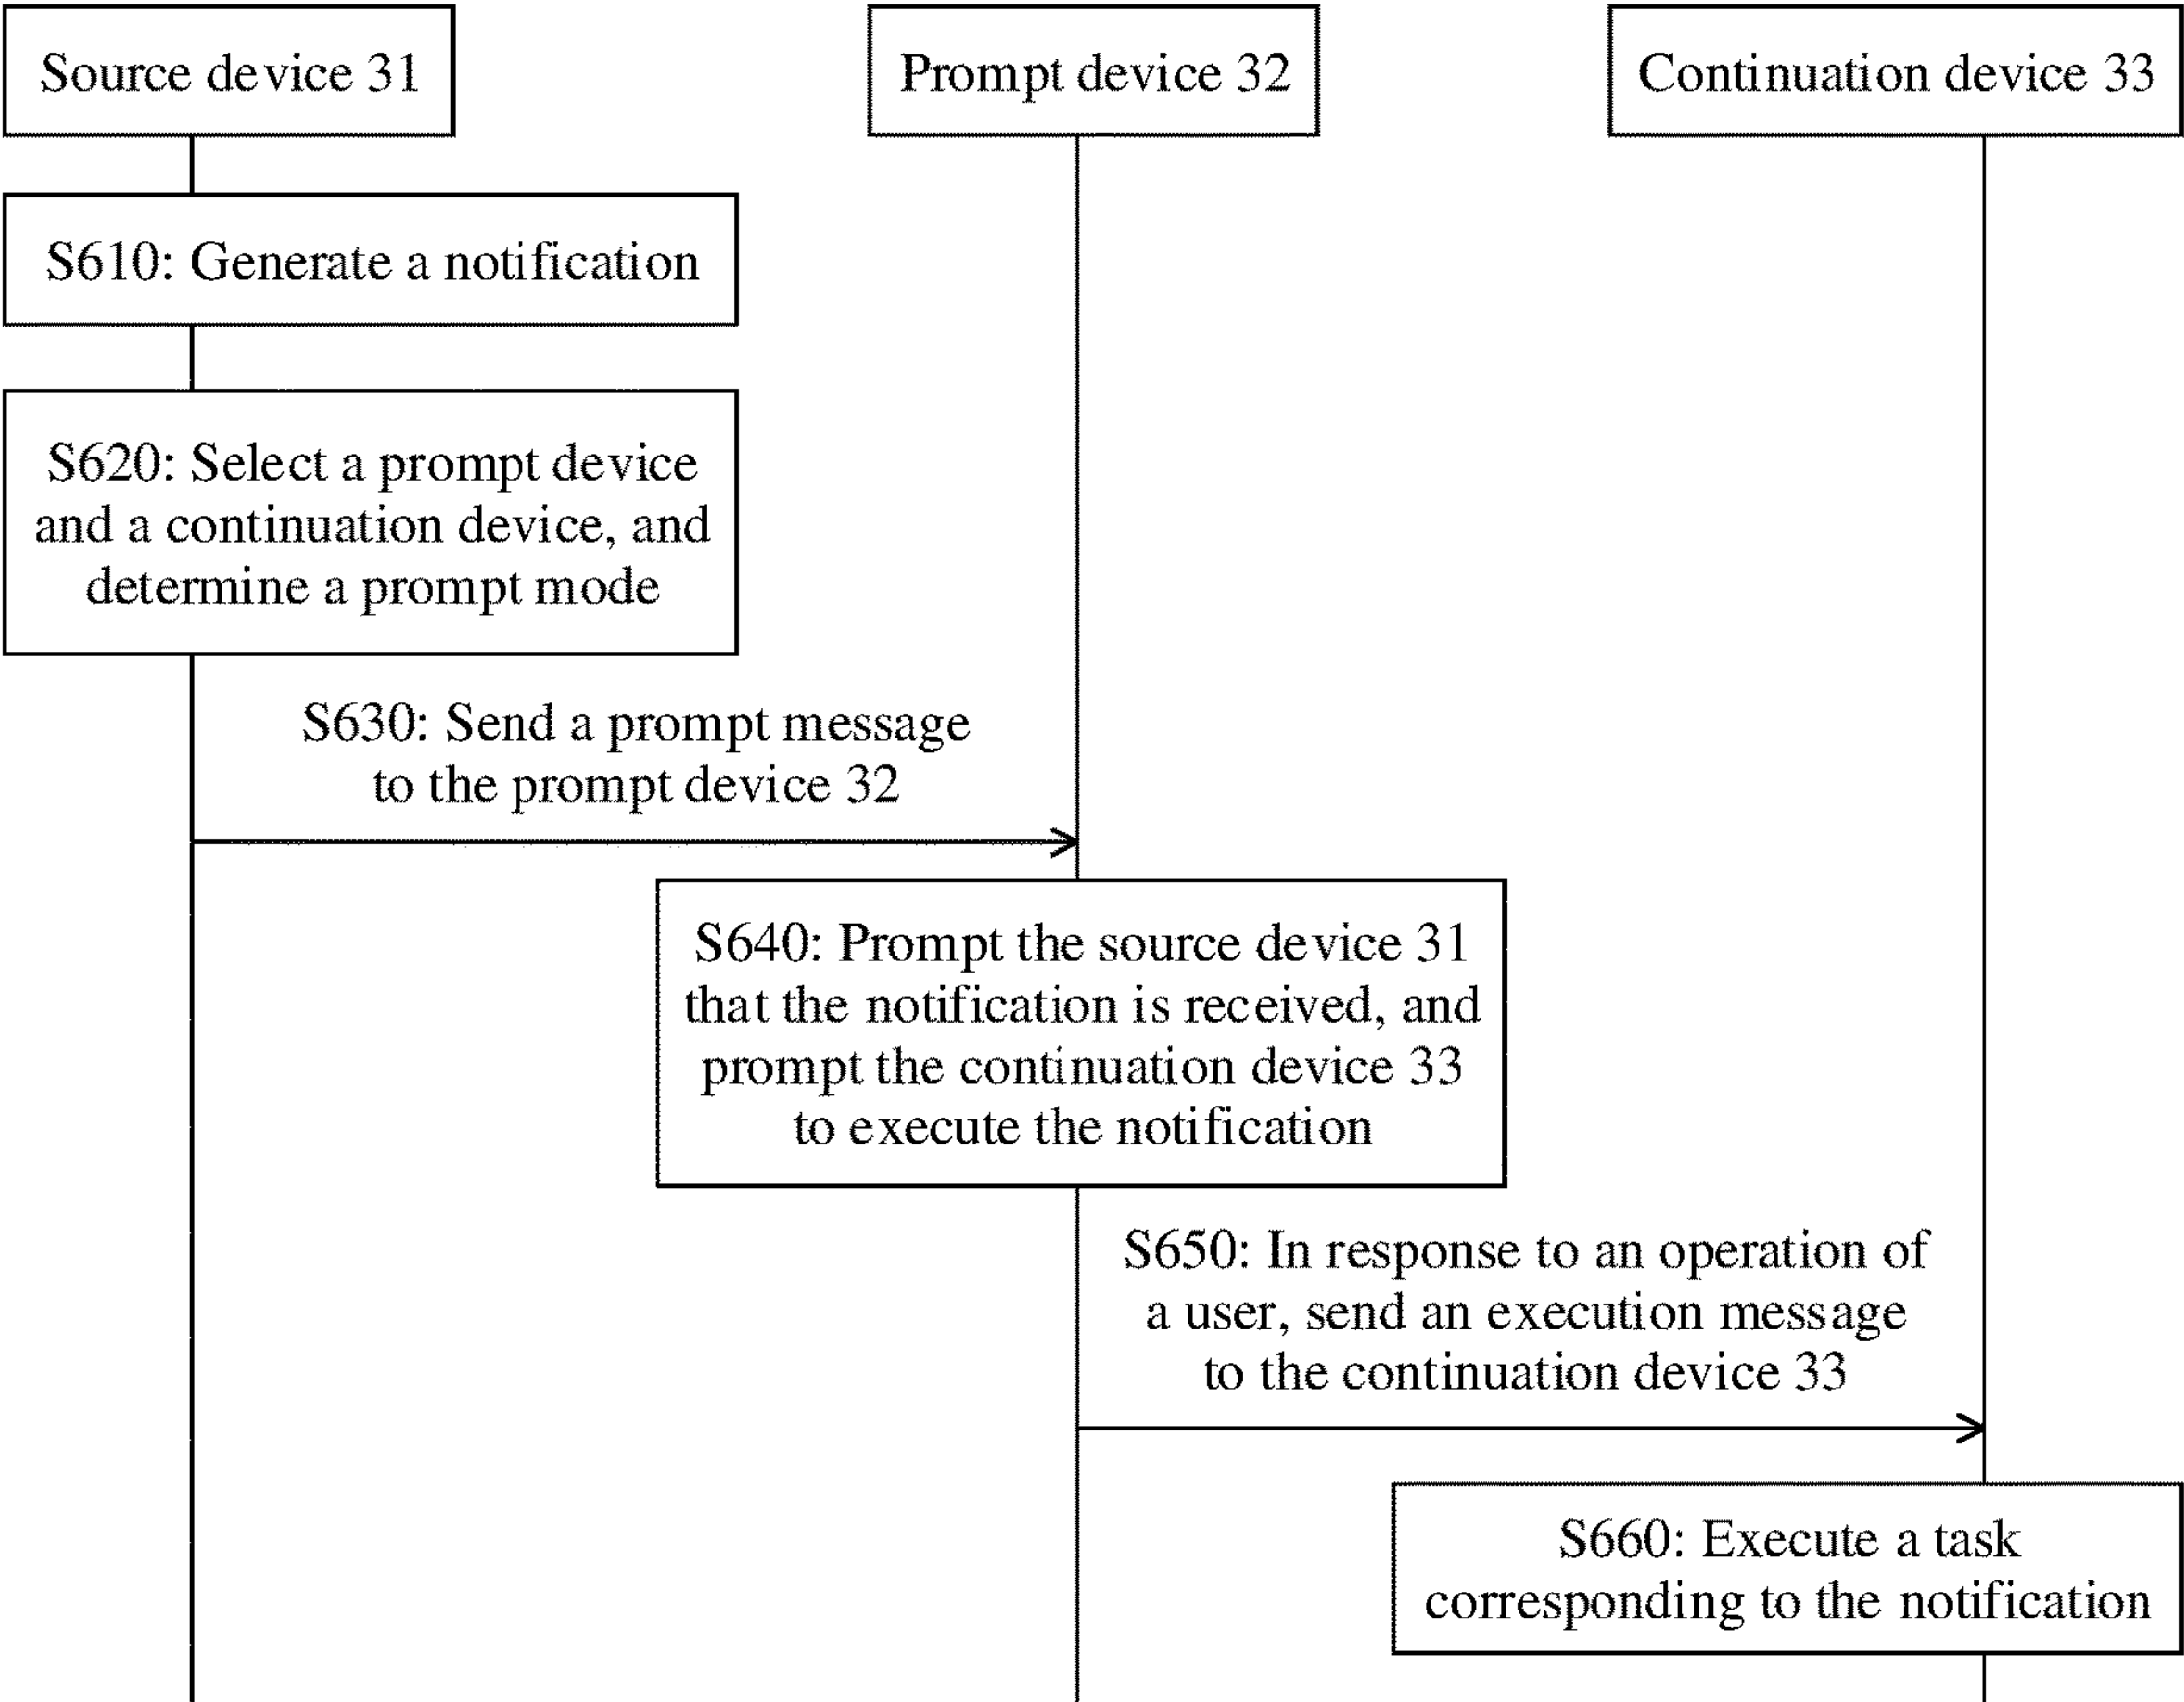 Source device 31
Prompt device 32
Continuation device 33
S610: Generate a notification
S620: Select a prompt device
and a continuation device, and
determine a prompt mode
S630: Send a prompt message
to the prompt device 32
S640: Prompt the source device 31
that the notification is received, and
prompt the continuation device 33
to execute the notification
S650: In response to an operation of
a user, send an execution message
to the continuation device 33
S660: Execute a task
corresponding to the notification